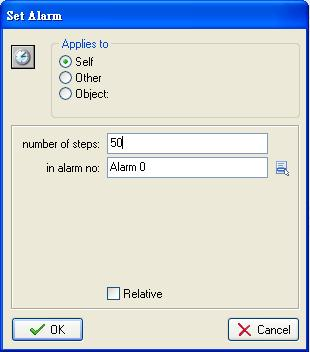 Set Alarm
Applies to
Self
Other
Object:
number of steps: 50
in alarm no: Alarm 0
Relative
OK Cancel